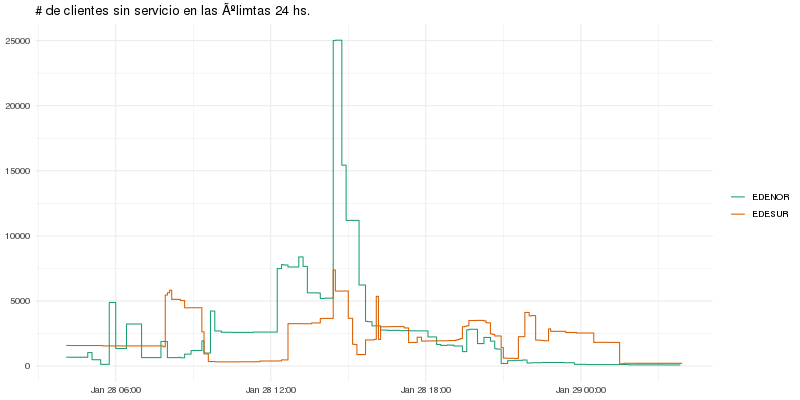 # de clientes sin servicio en las Ãºlimtas 24 hs.
25000
20000
15000
10000
5000
0
Jan 28 06:00
Jan 28 12:00
Jan 28 18:00
Jan 29 00:00
EDENOR
EDESUR